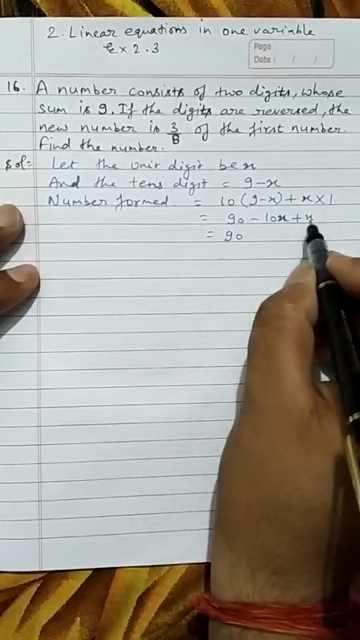 2. Linear equations in one variable
Ex 2.3
Page
Date : / /
16. A number consists of two digits, whose
sum is 9. If the digits are reversed, the
new number is 3/8 of the first number.
Find the number.
Sol= Let the unit digit be x
And the tens digit = 9-x
Number formed = 10(9-x)+x×1
= 90-10x+x
= 90